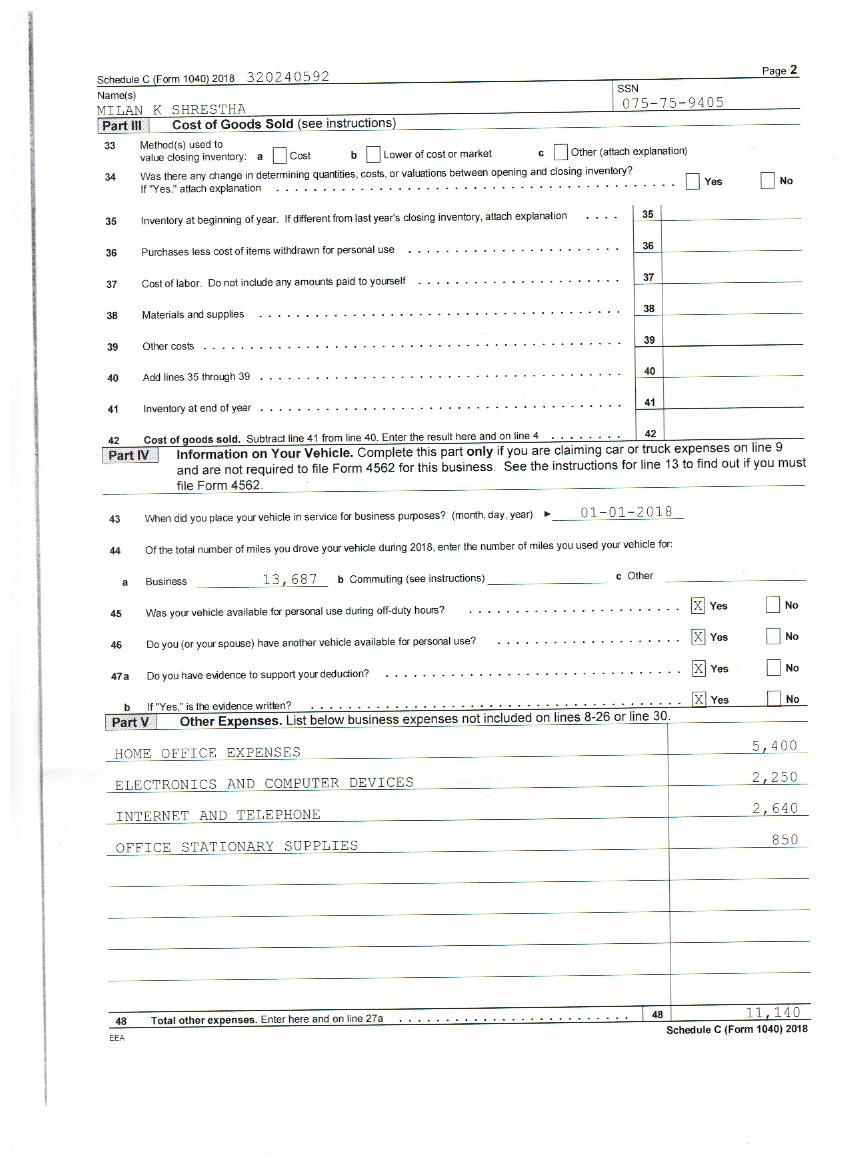 Schedule C (Form 1040) 2018 320240592 Page 2
Name(s) SSN
MILAN K SHRESTHA 075-75-9405
Part III Cost of Goods Sold (see instructions)
33 Method(s) used to
value closing inventory: a Cost b Lower of cost or market c Other (attach explanation)
34 Was there any change in determining quantities, costs, or valuations between opening and closing inventory?
If "Yes," attach explanation . . . . . . . . . . . . . . . . . . . . . . . . . . . . . . . . . . . . . . . . . . . . Yes No
35 Inventory at beginning of year. If different from last year's closing inventory, attach explanation . . . . 35
36 Purchases less cost of items withdrawn for personal use . . . . . . . . . . . . . . . . . . . . . . . 36
37 Cost of labor. Do not include any amounts paid to yourself . . . . . . . . . . . . . . . . . . . . . . 37
38 Materials and supplies . . . . . . . . . . . . . . . . . . . . . . . . . . . . . . . . . . . . . . . 38
39 Other costs . . . . . . . . . . . . . . . . . . . . . . . . . . . . . . . . . . . . . . . . . . . . . 39
40 Add lines 35 through 39 . . . . . . . . . . . . . . . . . . . . . . . . . . . . . . . . . . . . . . . 40
41 Inventory at end of year . . . . . . . . . . . . . . . . . . . . . . . . . . . . . . . . . . . . . . . 41
42 Cost of goods sold. Subtract line 41 from line 40. Enter the result here and on line 4 . . . . . . . . 42
Part IV Information on Your Vehicle. Complete this part only if you are claiming car or truck expenses on line 9
and are not required to file Form 4562 for this business. See the instructions for line 13 to find out if you must
file Form 4562.
43 When did you place your vehicle in service for business purposes? (month, day, year) ► 01-01-2018
44 Of the total number of miles you drove your vehicle during 2018, enter the number of miles you used your vehicle for:
a Business 13,687 b Commuting (see instructions) c Other
45 Was your vehicle available for personal use during off-duty hours? . . . . . . . . . . . . . . . . . . . . . . . X Yes No
46 Do you (or your spouse) have another vehicle available for personal use? . . . . . . . . . . . . . . . . . . . . X Yes No
47a Do you have evidence to support your deduction? . . . . . . . . . . . . . . . . . . . . . . . . . . . . . . . . X Yes No
b If "Yes," is the evidence written? . . . . . . . . . . . . . . . . . . . . . . . . . . . . . . . . . . . . . . . . X Yes No
Part V Other Expenses. List below business expenses not included on lines 8-26 or line 30.
HOME OFFICE EXPENSES 5,400
ELECTRONICS AND COMPUTER DEVICES 2,250
INTERNET AND TELEPHONE 2,640
OFFICE STATIONARY SUPPLIES 850
48 Total other expenses. Enter here and on line 27a . . . . . . . . . . . . . . . . . . . . . . . . . 48 11,140
EEA Schedule C (Form 1040) 2018